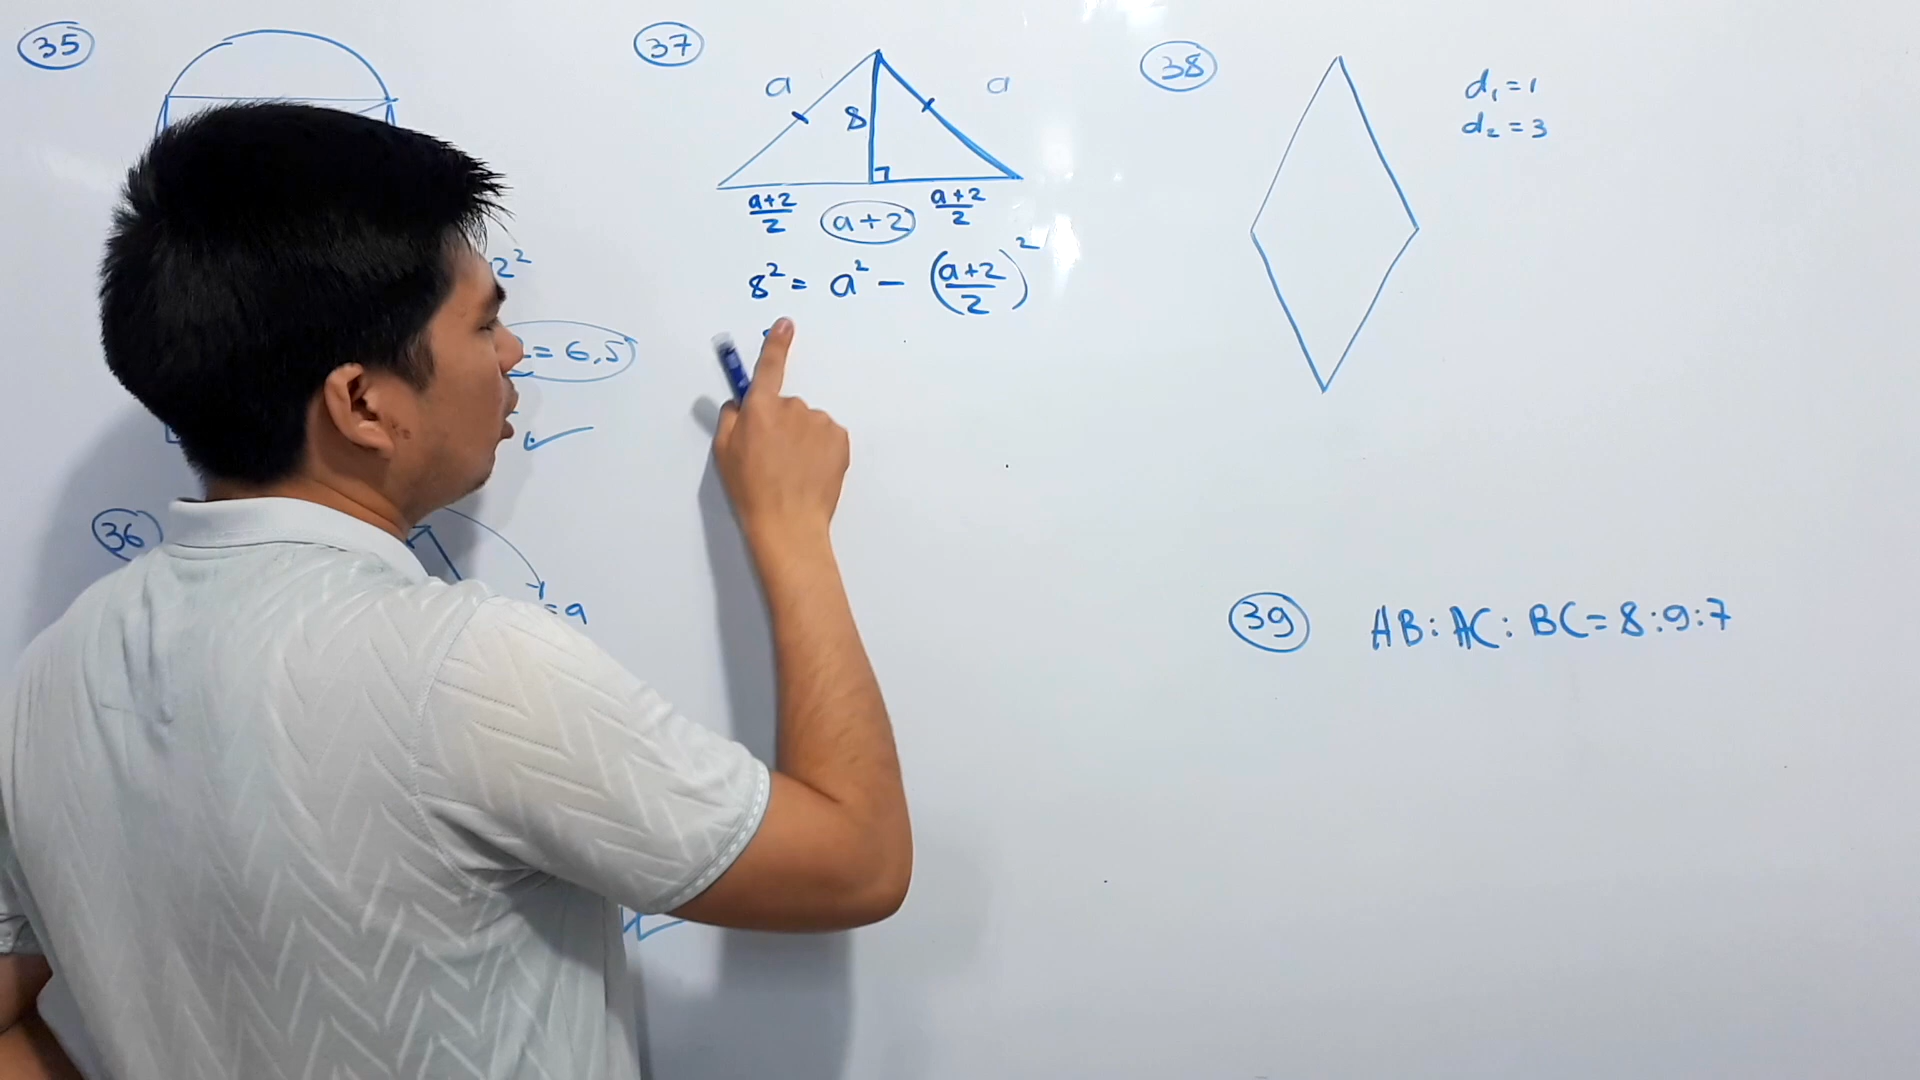 35
2²
2 = 6,5
36
= 9
37
a
a
8
a+2/2
a+2
a+2/2
8² = a² - (a+2/2)²
38
d₁ = 1
d₂ = 3
39
AB : AC : BC = 8 : 9 : 7